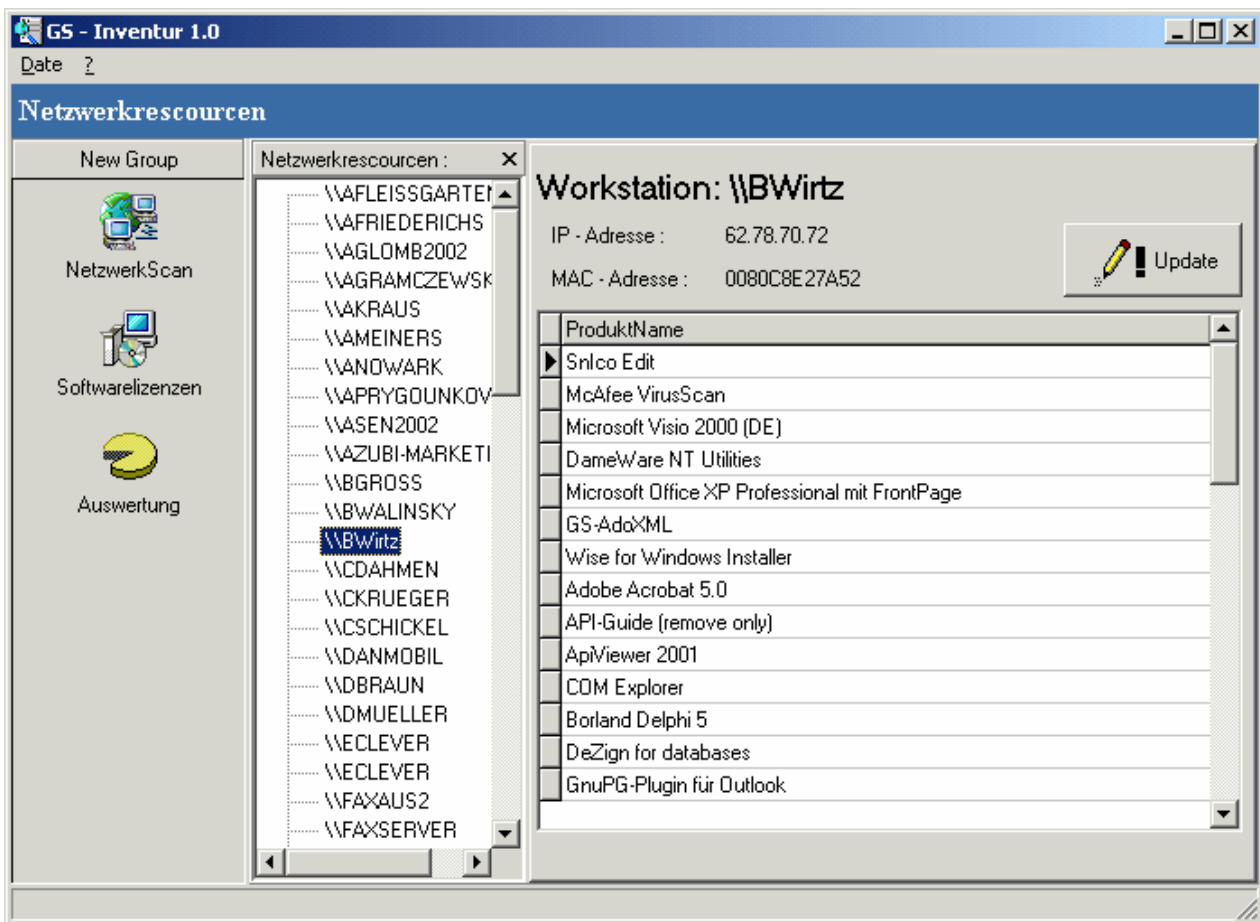 GS - Inventur 1.0
Date ?
Netzwerkrescourcen
New Group
NetzwerkScan
Softwarelizenzen
Auswertung
Netzwerkrescourcen :
\\AFLEISSGARTEN
\\AFRIEDERICHS
\\AGLOMB2002
\\AGRAMCZEWSK
\\AKRAUS
\\AMEINERS
\\ANOWARK
\\APRYGOUNKOV
\\ASEN2002
\\AZUBI-MARKETI
\\BGROSS
\\BWALINSKY
\\BWirtz
\\CDAHMEN
\\CKRUEGER
\\CSCHICKEL
\\DANMOBIL
\\DBRAUN
\\DMUELLER
\\ECLEVER
\\ECLEVER
\\FAXAUS2
\\FAXSERVER
Workstation: \\BWirtz
IP - Adresse : 62.78.70.72
MAC - Adresse : 0080C8E27A52
Update
ProduktName
SnIco Edit
McAfee VirusScan
Microsoft Visio 2000 (DE)
DameWare NT Utilities
Microsoft Office XP Professional mit FrontPage
GS-AdoXML
Wise for Windows Installer
Adobe Acrobat 5.0
API-Guide (remove only)
ApiViewer 2001
COM Explorer
Borland Delphi 5
DeZign for databases
GnuPG-Plugin für Outlook